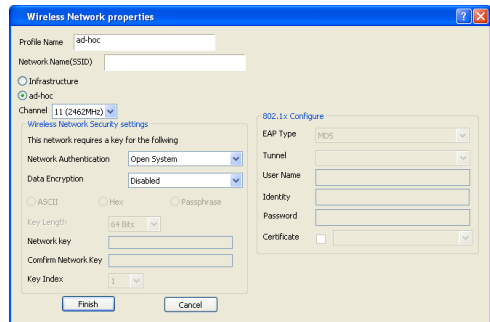 Wireless Network properties
Profile Name ad-hoc
Network Name(SSID)
Infrastructure
ad-hoc
Channel 11 (2462MHz)
Wireless Network Security settings
This network requires a key for the follwing
Network Authentication Open System
Data Encryption Disabled
ASCII Hex Passphrase
Key Length 64 Bits
Network key
Comfirm Network Key
Key Index 1
Finish Cancel
802.1x Configure
EAP Type MD5
Tunnel
User Name
Identity
Password
Certificate